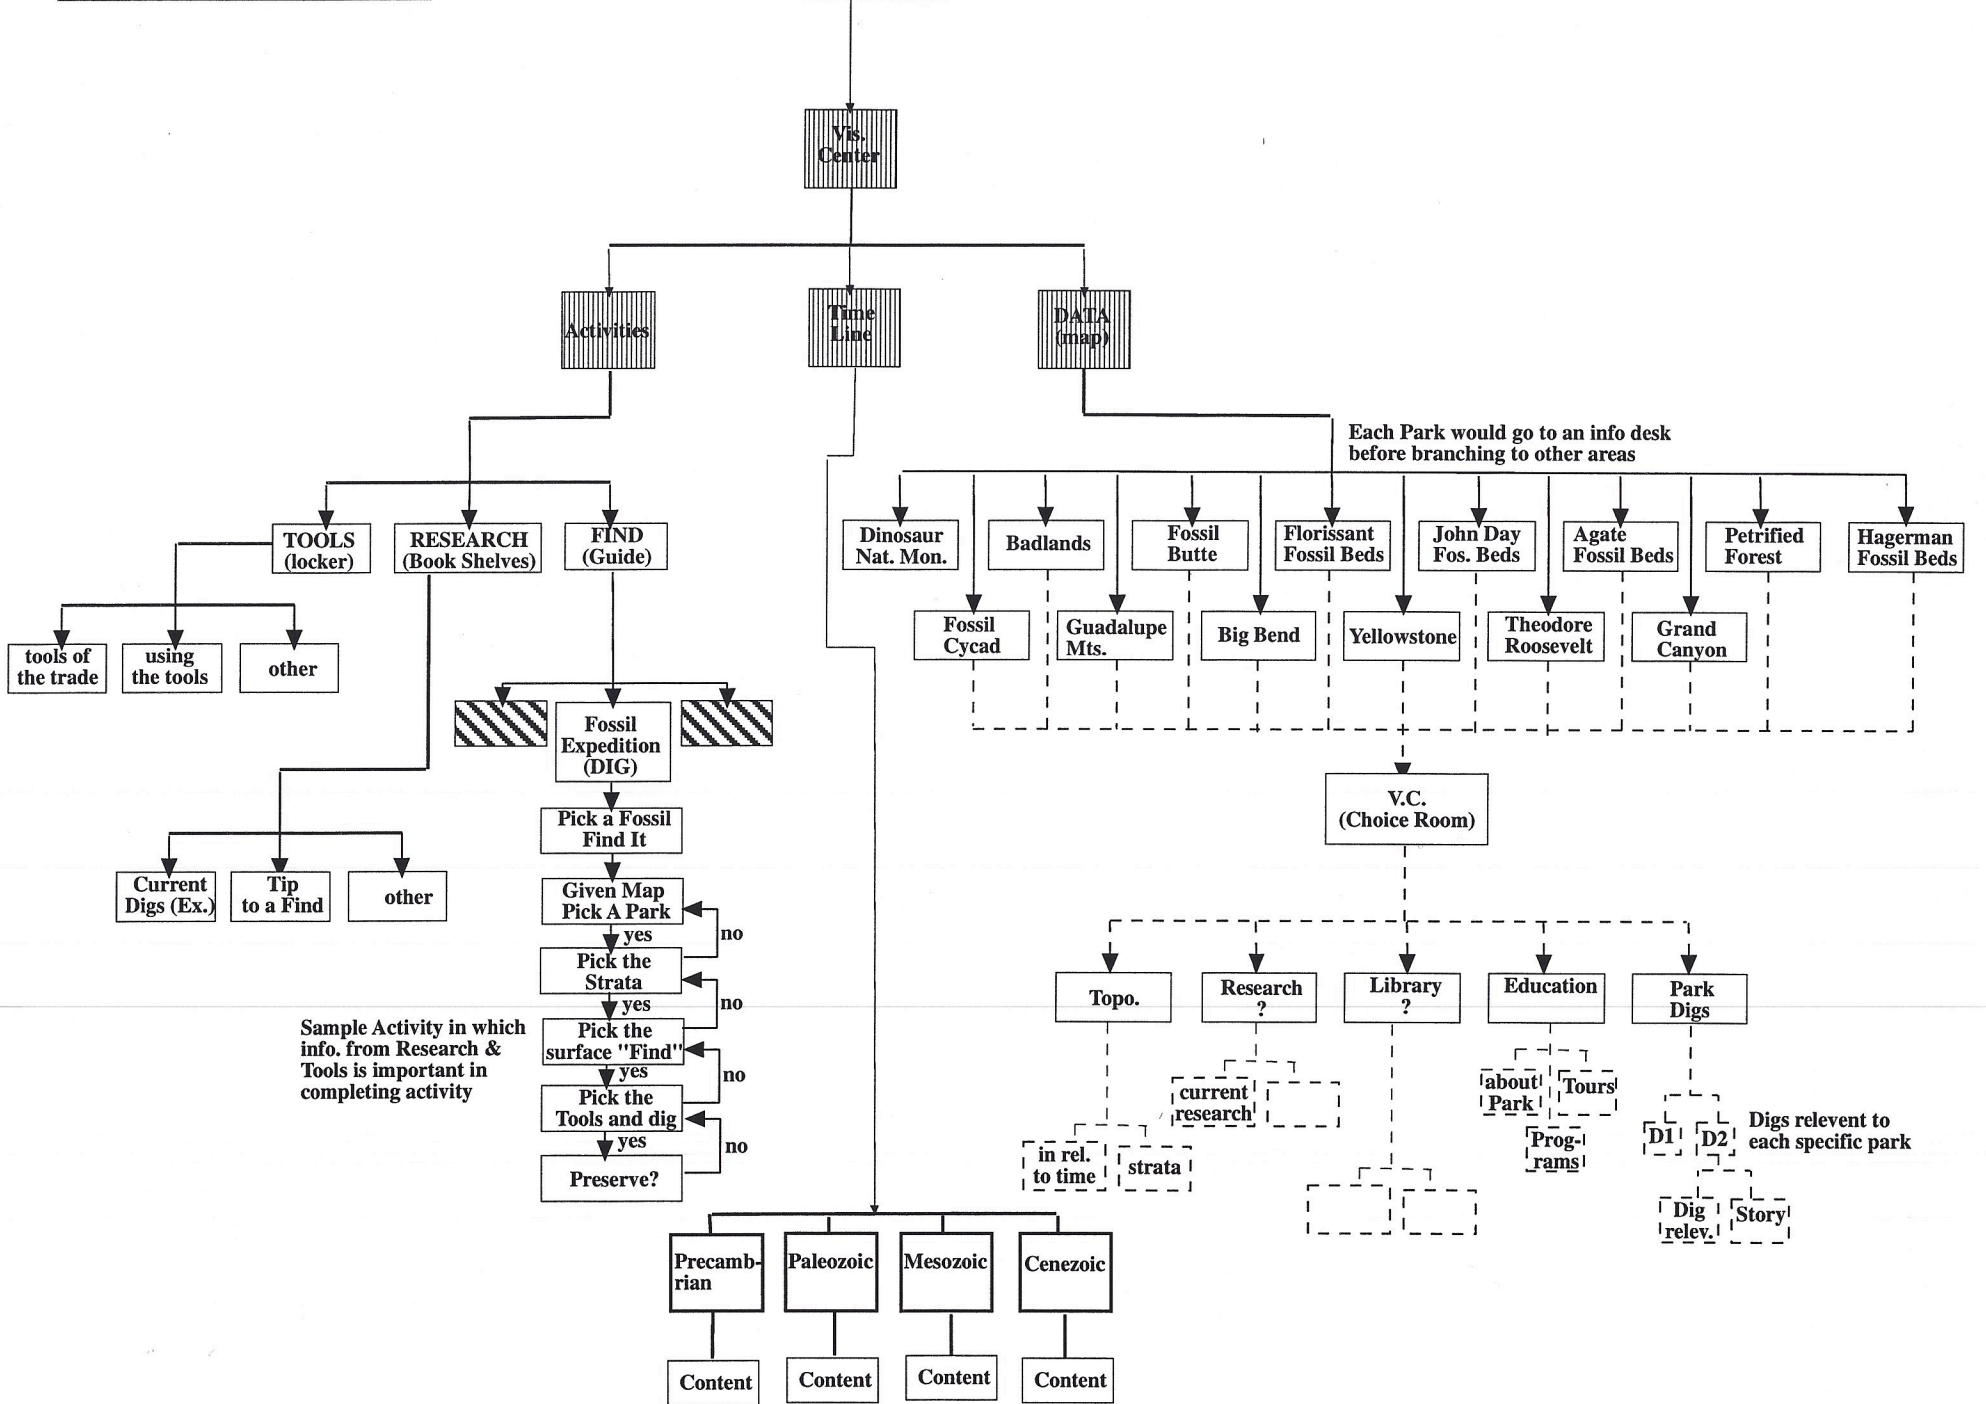 Vis.
Center
Activities
Time
Line
DATA
(map)
Each Park would go to an info desk
before branching to other areas
TOOLS
(locker)
RESEARCH
(Book Shelves)
FIND
(Guide)
Dinosaur
Nat. Mon.
Badlands
Fossil
Butte
Florissant
Fossil Beds
John Day
Fos. Beds
Agate
Fossil Beds
Petrified
Forest
Hagerman
Fossil Beds
Fossil
Cycad
Guadalupe
Mts.
Big Bend
Yellowstone
Theodore
Roosevelt
Grand
Canyon
tools of
the trade
using
the tools
other
Fossil
Expedition
(DIG)
Pick a Fossil
Find It
Given Map
Pick A Park
yes
no
Pick the
Strata
yes
no
Pick the
surface "Find"
yes
no
Pick the
Tools and dig
yes
no
Preserve?
Sample Activity in which
info. from Research &
Tools is important in
completing activity
Current
Digs (Ex.)
Tip
to a Find
other
V.C.
(Choice Room)
Topo.
Research
?
Library
?
Education
Park
Digs
current
research
about
Park
Tours
Prog-
rams
in rel.
to time
strata
D1
D2
Digs relevent to
each specific park
Dig
relev.
Story
Precamb-
rian
Paleozoic
Mesozoic
Cenezoic
Content
Content
Content
Content